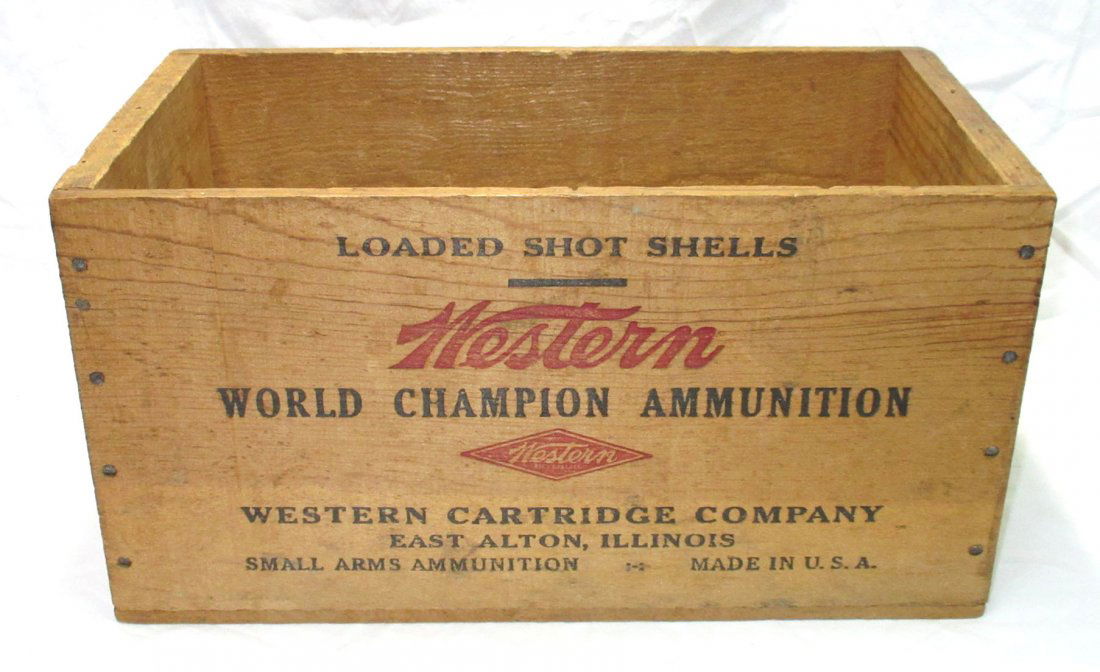 LOADED SHOT SHELLS
Western
WORLD CHAMPION AMMUNITION
Western
WESTERN CARTRIDGE COMPANY
EAST ALTON, ILLINOIS
SMALL ARMS AMMUNITION :-: MADE IN U. S. A.